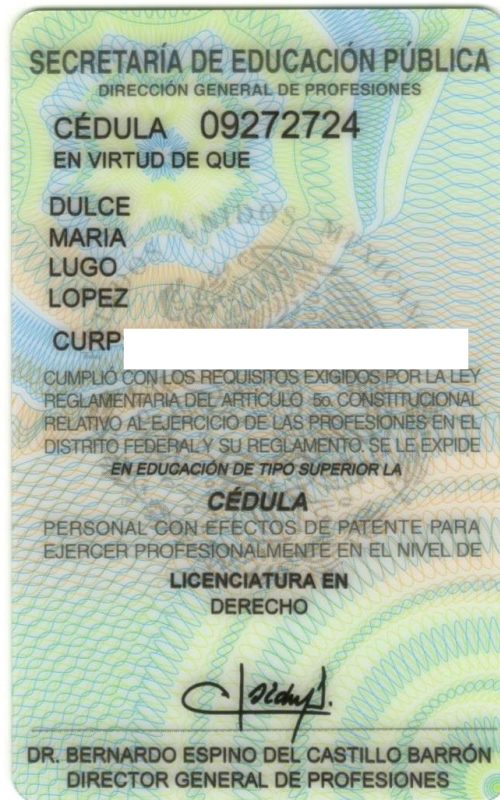 SECRETARÍA DE EDUCACIÓN PÚBLICA
DIRECCIÓN GENERAL DE PROFESIONES
CÉDULA 09272724
EN VIRTUD DE QUE
DULCE
MARIA
LUGO
LOPEZ
UNIDOS MEXICAN
CURP
CUMPLIÓ CON LOS REQUISITOS EXIGIDOS POR LA LEY
REGLAMENTARIA DEL ARTÍCULO 5o. CONSTITUCIONAL
RELATIVO AL EJERCICIO DE LAS PROFESIONES EN EL
DISTRITO FEDERAL Y SU REGLAMENTO. SE LE EXPIDE
EN EDUCACIÓN DE TIPO SUPERIOR LA
CÉDULA
PERSONAL CON EFECTOS DE PATENTE PARA
EJERCER PROFESIONALMENTE EN EL NIVEL DE
LICENCIATURA EN
DERECHO
DR. BERNARDO ESPINO DEL CASTILLO BARRÓN
DIRECTOR GENERAL DE PROFESIONES